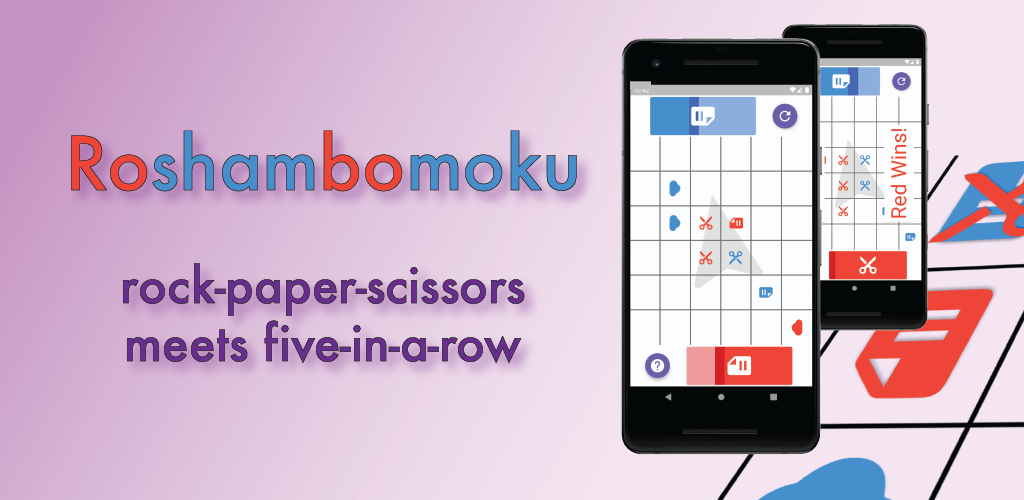 Roshambomoku
rock-paper-scissors
meets five-in-a-row
?
Red Wins!